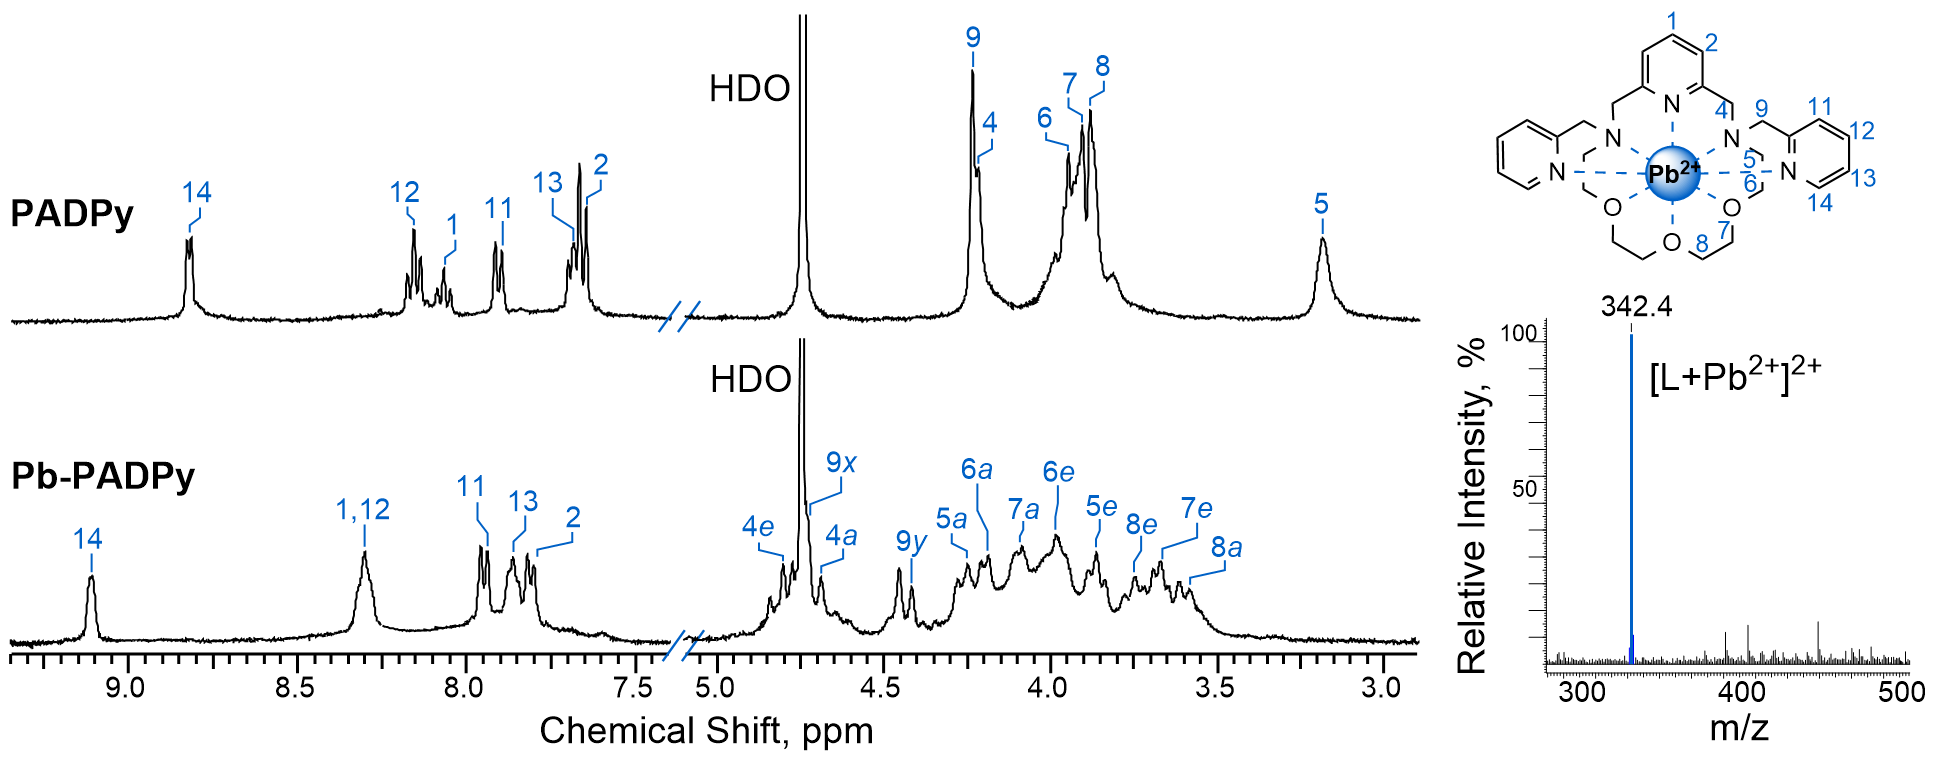 PADPy
14
12
1
11
13
2
HDO
9
4
6
7
8
5
Pb-PADPy
14
1,12
11
13
2
HDO
4e
9x
4a
9y
5a
6a
7a
6e
5e
8e
7e
8a
9.0 8.5 8.0 7.5 5.0 4.5 4.0 3.5 3.0
Chemical Shift, ppm
1
2
N
4 9 11
N N 12
N Pb2+ 5 N 13
6 14
O O
O 8 7
342.4
100
[L+Pb2+]2+
50
Relative Intensity, %
300 400 500
m/z